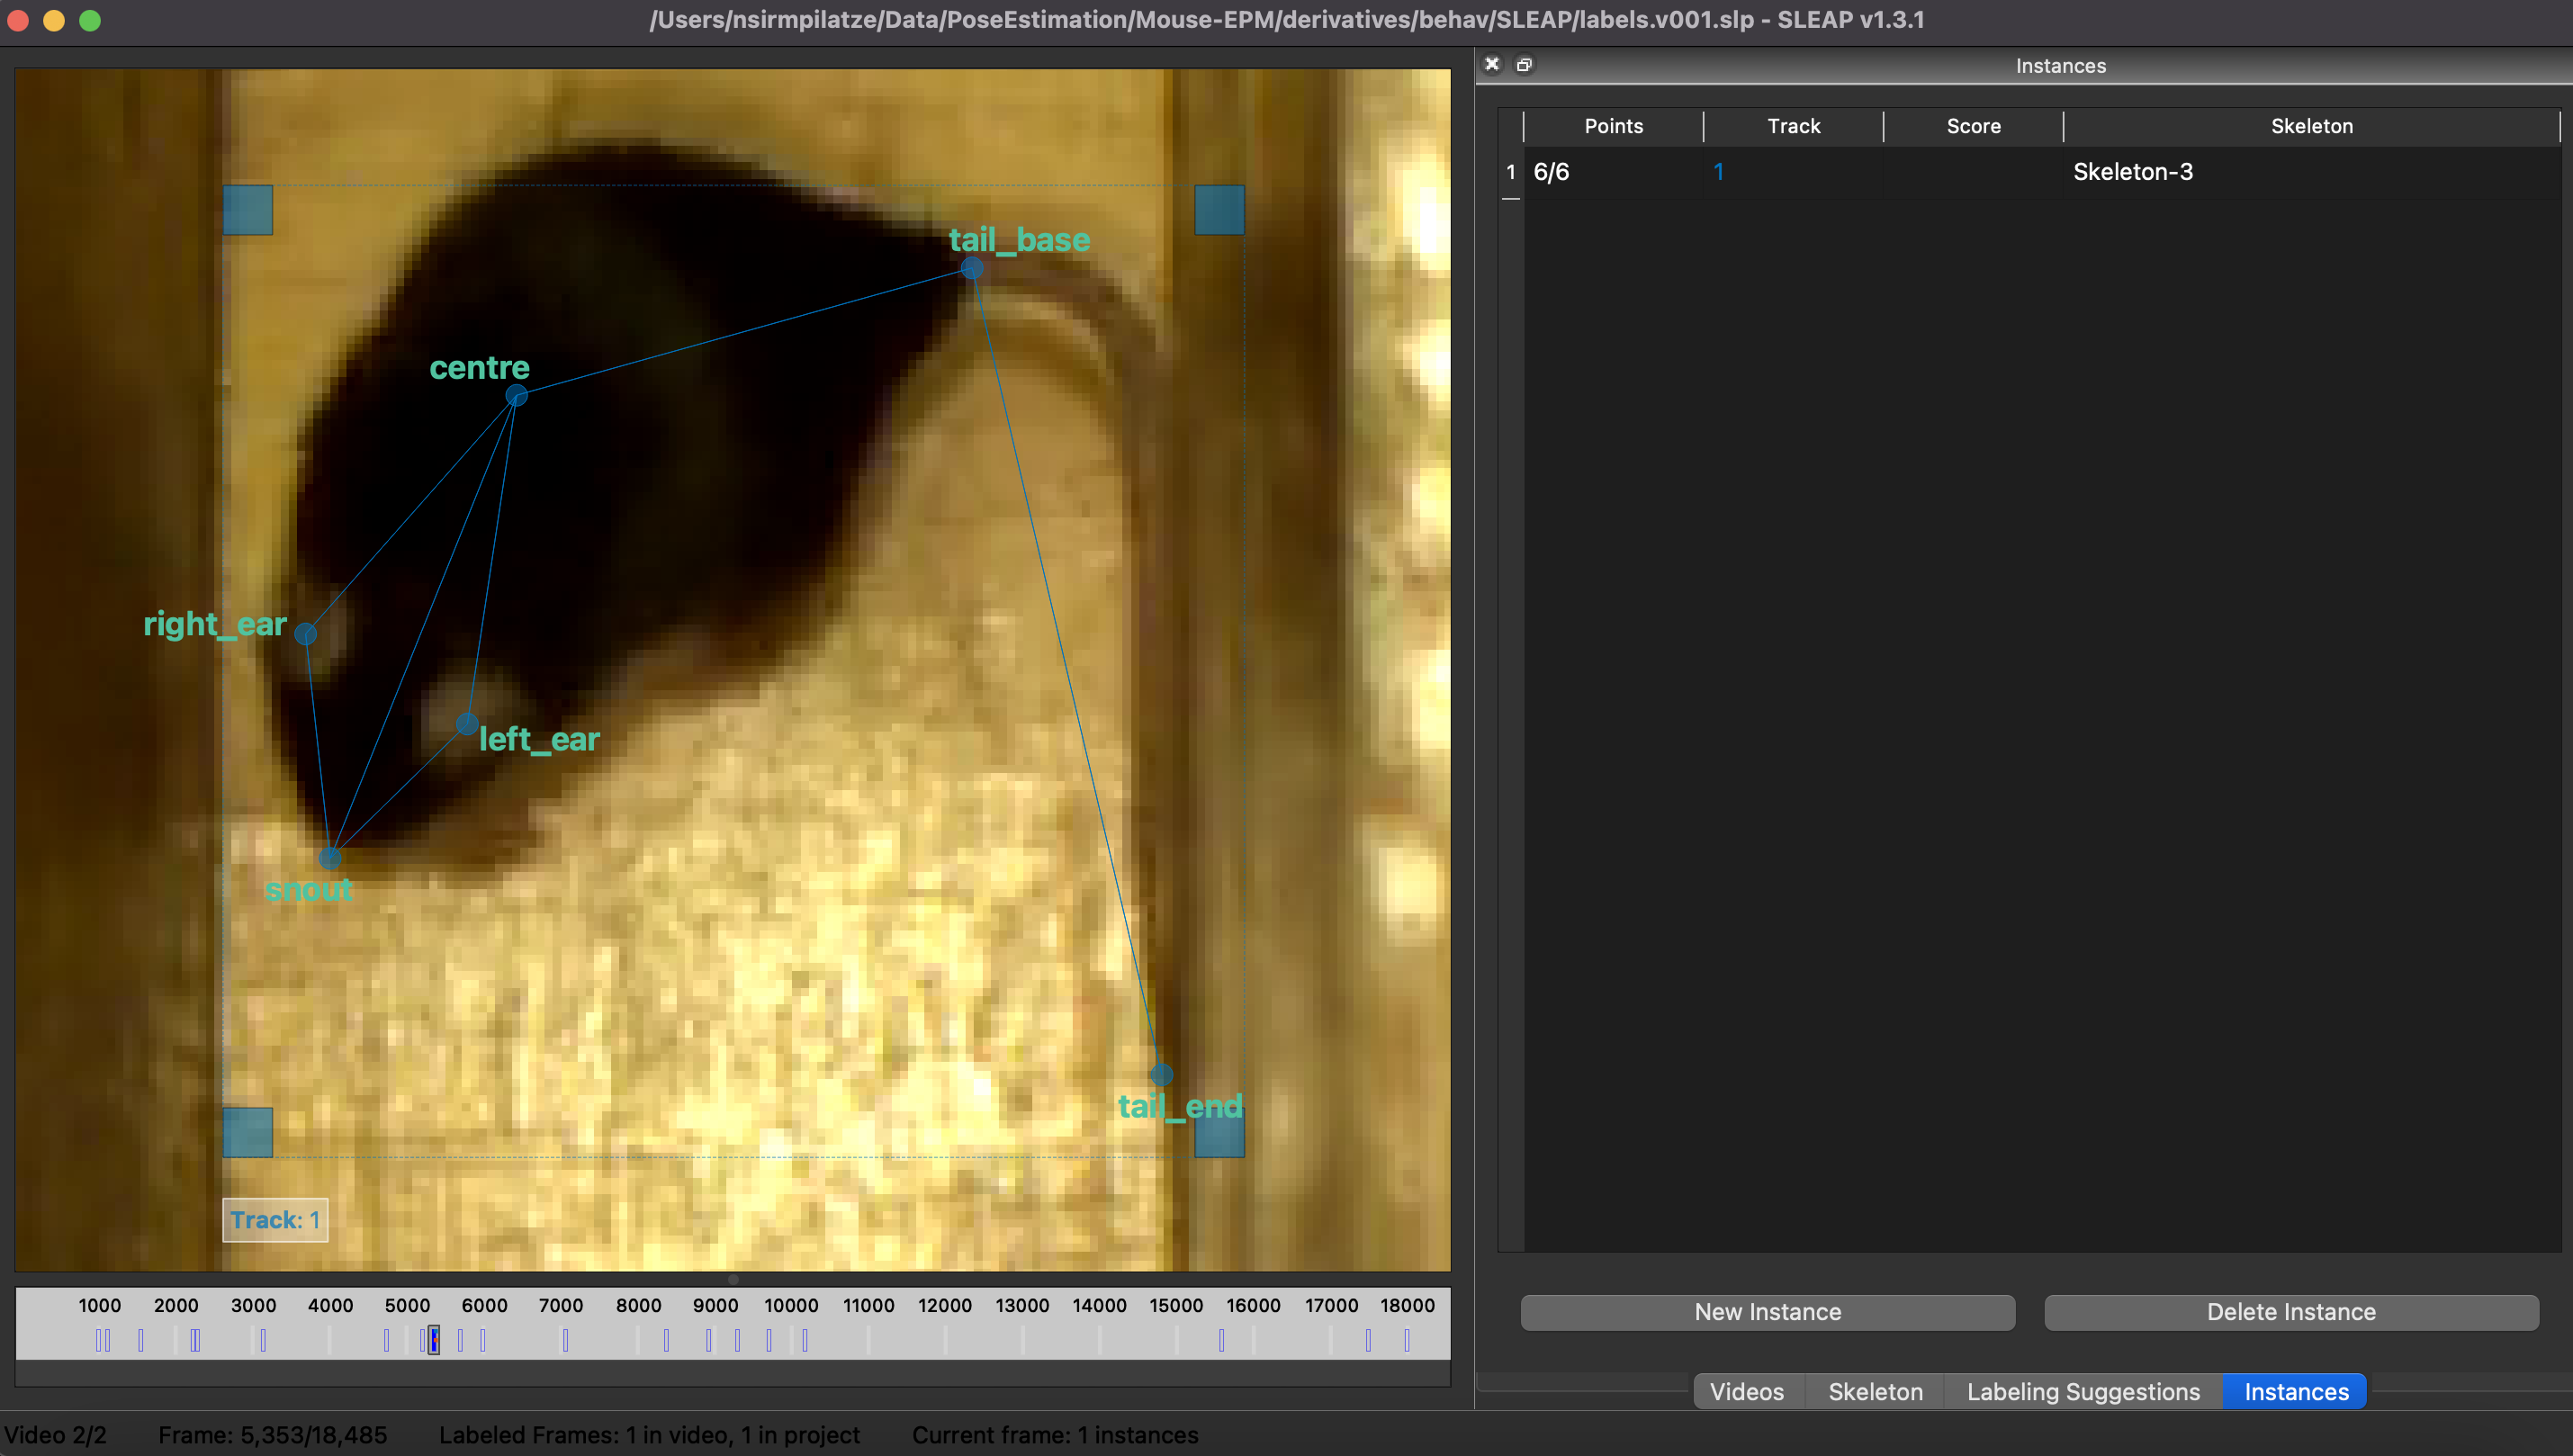 /Users/nsirmpilatze/Data/PoseEstimation/Mouse-EPM/derivatives/behav/SLEAP/labels.v001.slp - SLEAP v1.3.1
tail_base
centre
right_ear
left_ear
snout
tail_end
Track: 1
1000 2000 3000 4000 5000 6000 7000 8000 9000 10000 11000 12000 13000 14000 15000 16000 17000 18000
Instances
Points Track Score Skeleton
1 6/6 1 Skeleton-3
New Instance Delete Instance
Videos Skeleton Labeling Suggestions Instances
Video 2/2 Frame: 5,353/18,485 Labeled Frames: 1 in video, 1 in project Current frame: 1 instances